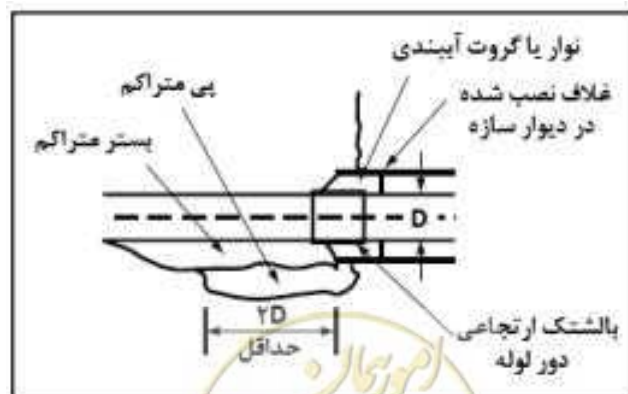 نوار یا گروت آببندی
پی متراکم
غلاف نصب شده
در دیوار سازه
بستر متراکم
D
۲D
حداقل
بالشتک ارتجاعی
دور لوله